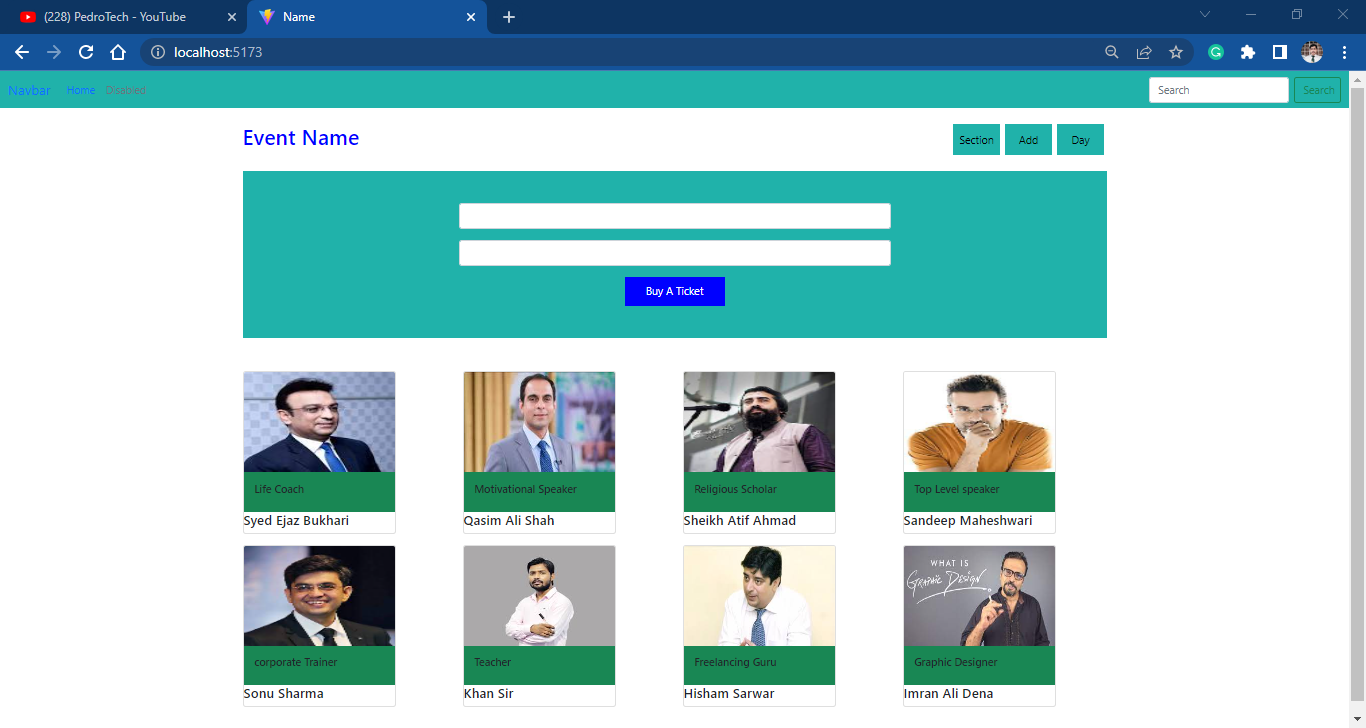 (228) PedroTech - YouTube
Name
localhost:5173
Navbar Home Disabled Search Search
Event Name Section Add Day
Buy A Ticket
Life Coach Motivational Speaker Religious Scholar Top Level speaker
Syed Ejaz Bukhari Qasim Ali Shah Sheikh Atif Ahmad Sandeep Maheshwari
WHAT IS
GRAPHIC DESIGN
corporate Trainer Teacher Freelancing Guru Graphic Designer
Sonu Sharma Khan Sir Hisham Sarwar Imran Ali Dena